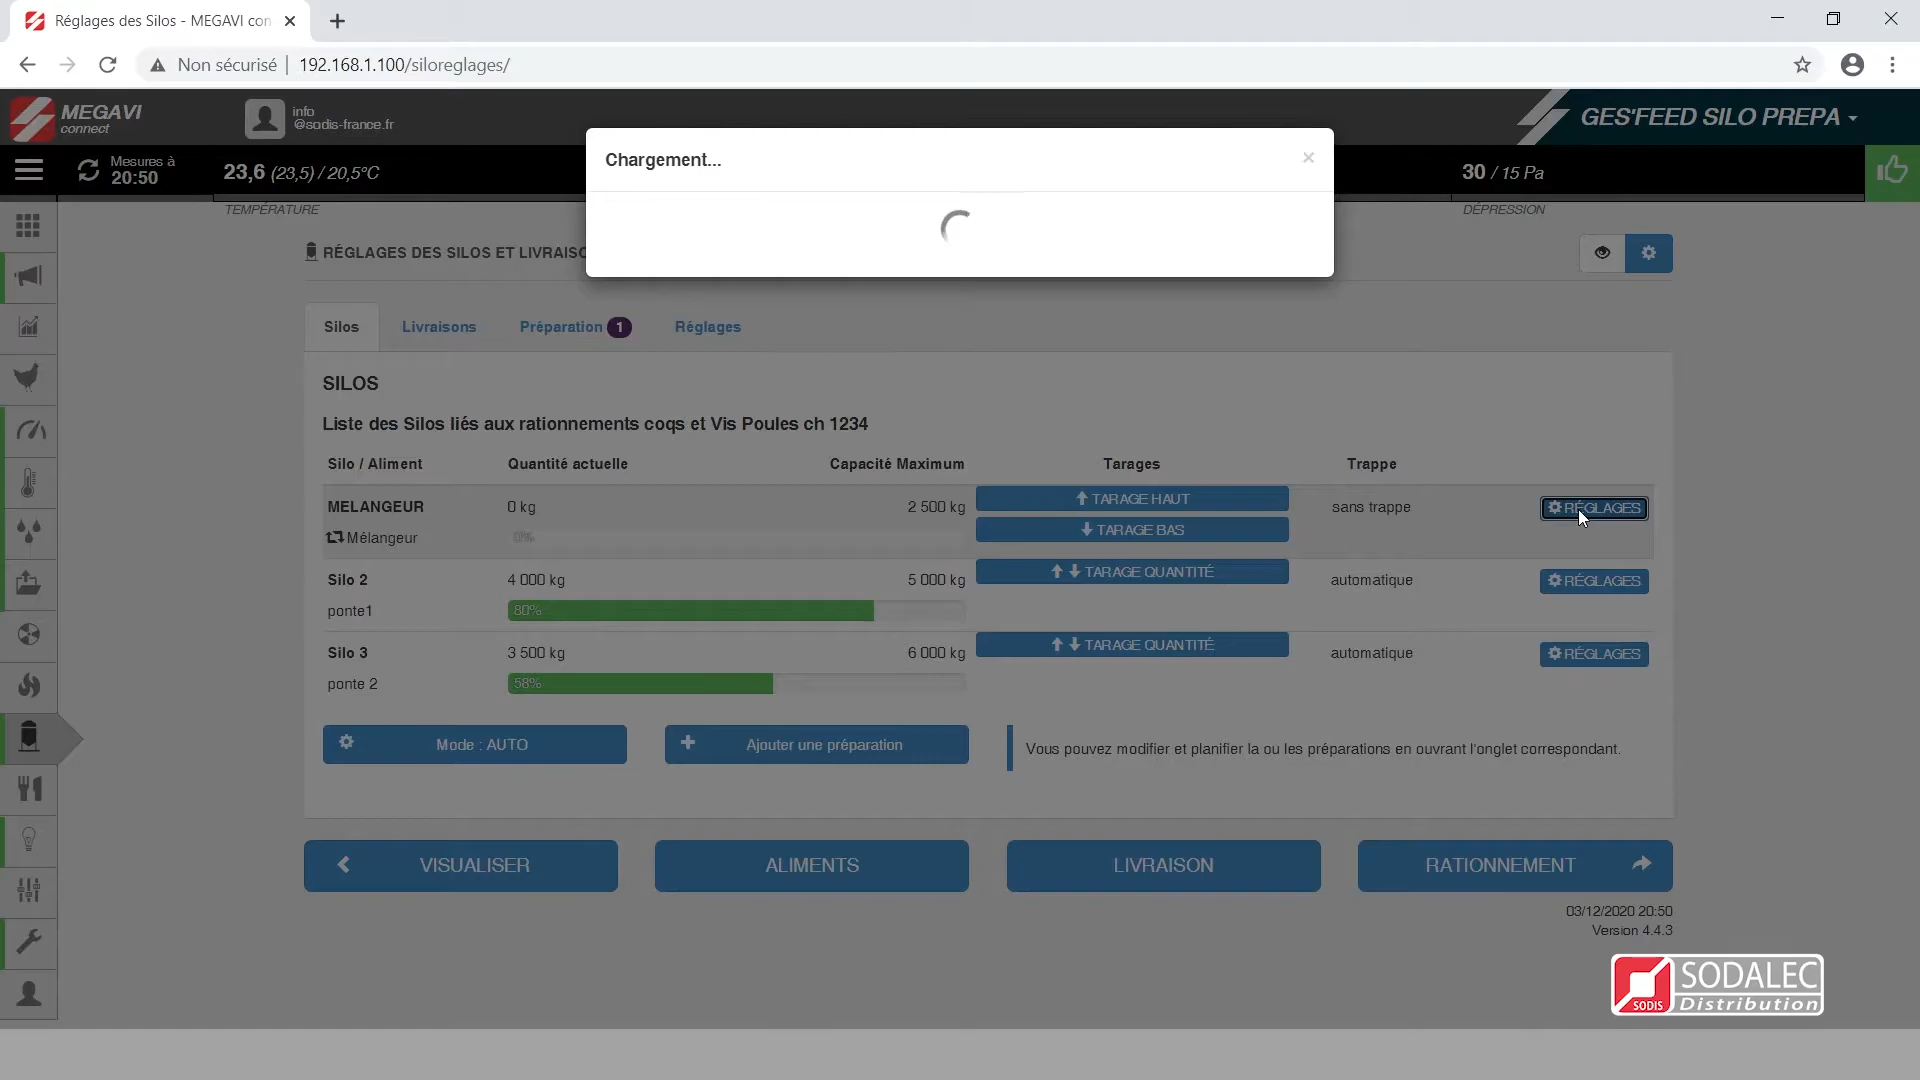 Réglages des Silos - MEGAVI con
Non sécurisé | 192.168.1.100/siloreglages/
MEGAVI
connect
info
@sodis-france.fr
GES'FEED SILO PREPA
Mesures à
20:50
23,6 (23,5) / 20,5°C
30 / 15 Pa
TEMPÉRATURE
DÉPRESSION
Chargement...
×
RÉGLAGES DES SILOS ET LIVRAISO
Silos
Livraisons
Préparation 1
Réglages
SILOS
Liste des Silos liés aux rationnements coqs et Vis Poules ch 1234
Silo / Aliment
Quantité actuelle
Capacité Maximum
Tarages
Trappe
MELANGEUR
0 kg
2 500 kg
TARAGE HAUT
sans trappe
RÉGLAGES
Mélangeur
0%
TARAGE BAS
Silo 2
4 000 kg
5 000 kg
TARAGE QUANTITÉ
automatique
RÉGLAGES
ponte1
80%
Silo 3
3 500 kg
6 000 kg
TARAGE QUANTITÉ
automatique
RÉGLAGES
ponte 2
58%
Mode : AUTO
Ajouter une préparation
Vous pouvez modifier et planifier la ou les préparations en ouvrant l'onglet correspondant.
VISUALISER
ALIMENTS
LIVRAISON
RATIONNEMENT
03/12/2020 20:50
Version 4.4.3
SODIS
SODALEC
Distribution